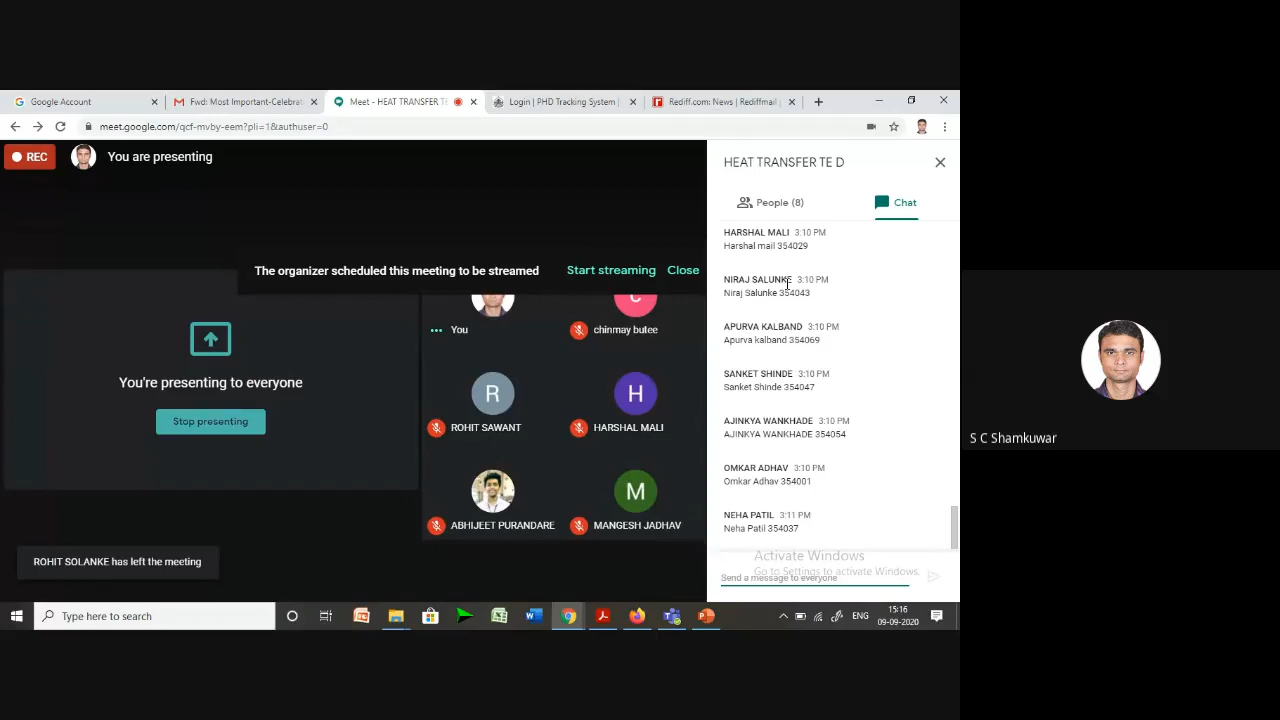 Google Account
Fwd: Most Important-Celebrat
Meet - HEAT TRANSFER TE
Login | PHD Tracking System |
Rediff.com: News | Rediffmail
meet.google.com/qcf-mvby-eem?pli=1&authuser=0
REC
You are presenting
HEAT TRANSFER TE D
People (8)
Chat
HARSHAL MALI 3:10 PM
Harshal mail 354029
The organizer scheduled this meeting to be streamed
Start streaming
Close
NIRAJ SALUNKE 3:10 PM
Niraj Salunke 354043
You
C
chinmay butee
APURVA KALBAND 3:10 PM
Apurva kalband 354069
You're presenting to everyone
Stop presenting
SANKET SHINDE 3:10 PM
Sanket Shinde 354047
R
ROHIT SAWANT
H
HARSHAL MALI
AJINKYA WANKHADE 3:10 PM
AJINKYA WANKHADE 354054
S C Shamkuwar
OMKAR ADHAV 3:10 PM
Omkar Adhav 354001
ABHIJEET PURANDARE
M
MANGESH JADHAV
NEHA PATIL 3:11 PM
Neha Patil 354037
ROHIT SOLANKE has left the meeting
Activate Windows
Go to Settings to activate Windows.
Send a message to everyone
Type here to search
ENG
15:16
09-09-2020